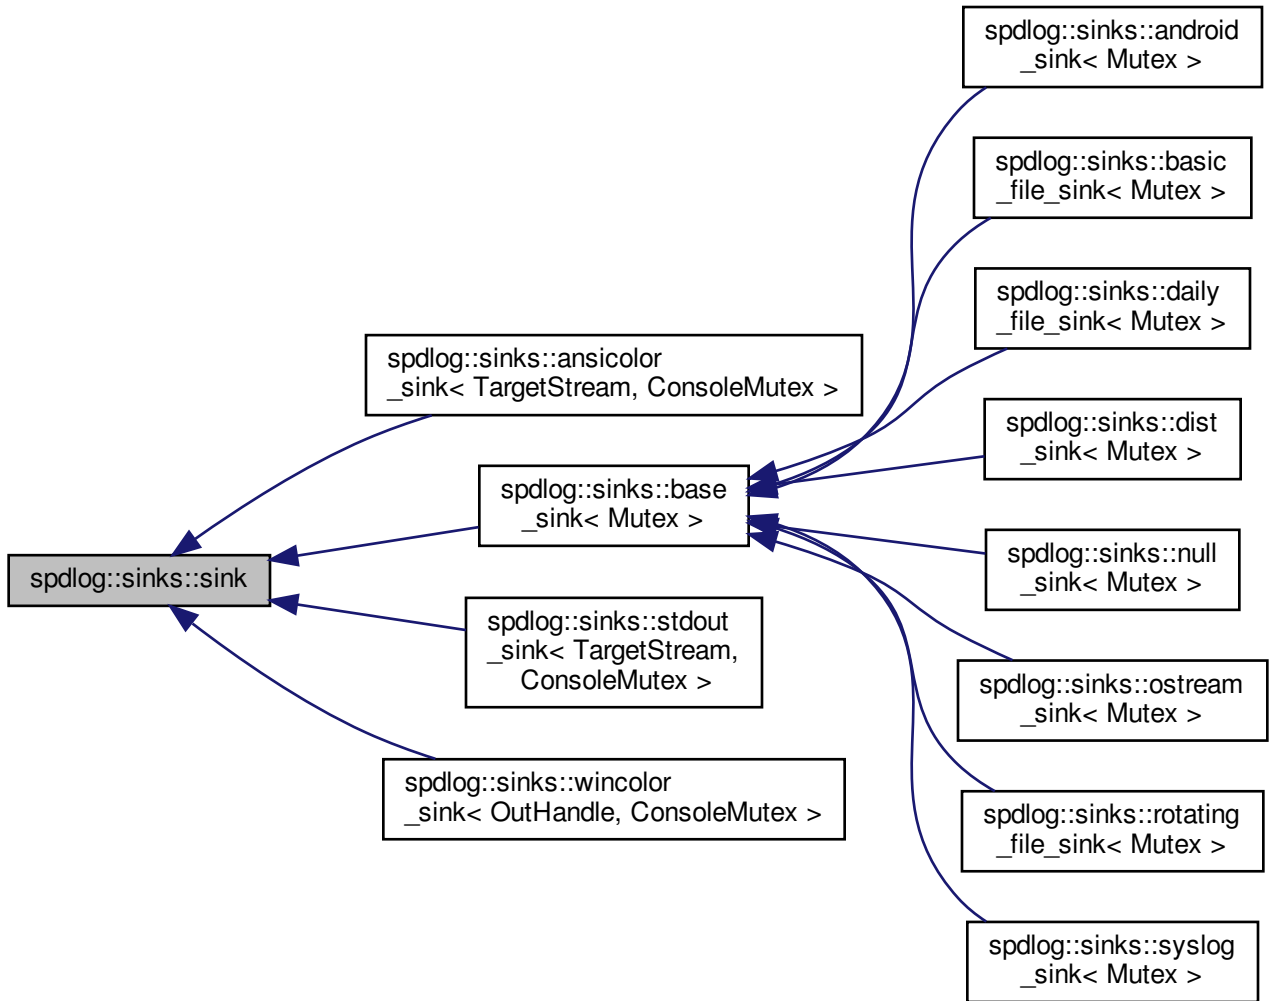 spdlog::sinks::sink
spdlog::sinks::ansicolor
_sink< TargetStream, ConsoleMutex >
spdlog::sinks::base
_sink< Mutex >
spdlog::sinks::stdout
_sink< TargetStream,
ConsoleMutex >
spdlog::sinks::wincolor
_sink< OutHandle, ConsoleMutex >
spdlog::sinks::android
_sink< Mutex >
spdlog::sinks::basic
_file_sink< Mutex >
spdlog::sinks::daily
_file_sink< Mutex >
spdlog::sinks::dist
_sink< Mutex >
spdlog::sinks::null
_sink< Mutex >
spdlog::sinks::ostream
_sink< Mutex >
spdlog::sinks::rotating
_file_sink< Mutex >
spdlog::sinks::syslog
_sink< Mutex >